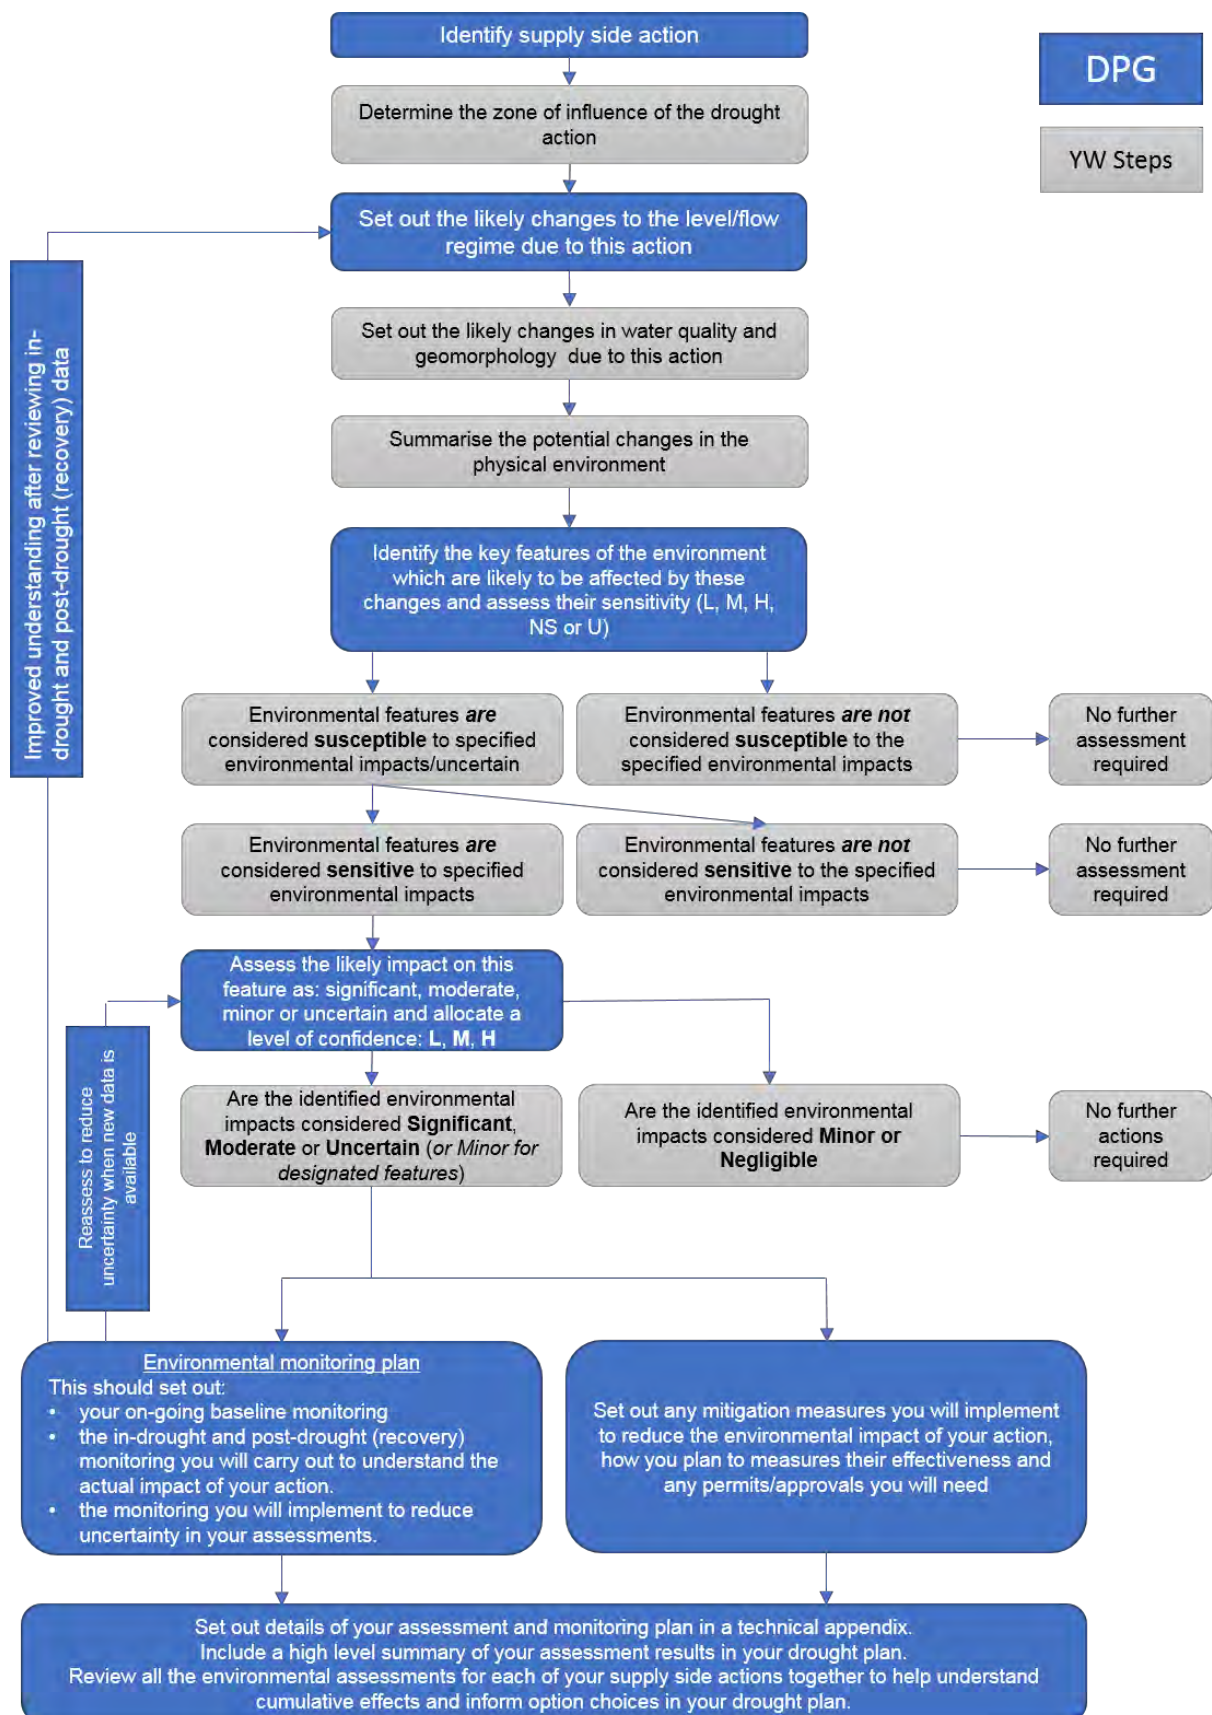 Identify supply side action
DPG
Determine the zone of influence of the drought
action
YW Steps
Set out the likely changes to the level/flow
regime due to this action
Set out the likely changes in water quality and
geomorphology due to this action
Summarise the potential changes in the
physical environment
Improved understanding after reviewing in-
drought and post-drought (recovery) data
Identify the key features of the environment
which are likely to be affected by these
changes and assess their sensitivity (L, M, H,
NS or U)
Environmental features are
considered susceptible to specified
environmental impacts/uncertain
Environmental features are not
considered susceptible to the
specified environmental impacts
No further
assessment
required
Environmental features are
considered sensitive to specified
environmental impacts
Environmental features are not
considered sensitive to the specified
environmental impacts
No further
assessment
required
Assess the likely impact on this
feature as: significant, moderate,
minor or uncertain and allocate a
level of confidence: L, M, H
Reassess to reduce
uncertainty when new data is
available
Are the identified environmental
impacts considered Significant,
Moderate or Uncertain (or Minor for
designated features)
Are the identified environmental
impacts considered Minor or
Negligible
No further
actions
required
Environmental monitoring plan
This should set out:
• your on-going baseline monitoring
• the in-drought and post-drought (recovery)
monitoring you will carry out to understand the
actual impact of your action.
• the monitoring you will implement to reduce
uncertainty in your assessments.
Set out any mitigation measures you will implement
to reduce the environmental impact of your action,
how you plan to measures their effectiveness and
any permits/approvals you will need
Set out details of your assessment and monitoring plan in a technical appendix.
Include a high level summary of your assessment results in your drought plan.
Review all the environmental assessments for each of your supply side actions together to help understand
cumulative effects and inform option choices in your drought plan.